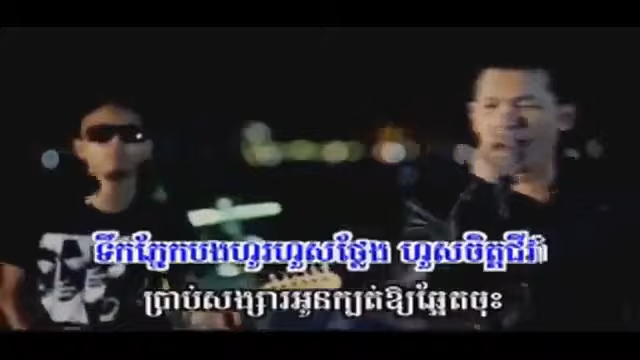 ទឹកភ្នែកបងហូរហួសថ្លែង ហួសចិត្តជីវា
ប្រាប់សង្សារអូនក្បត់ឱ្យឆ្អែតចុះ